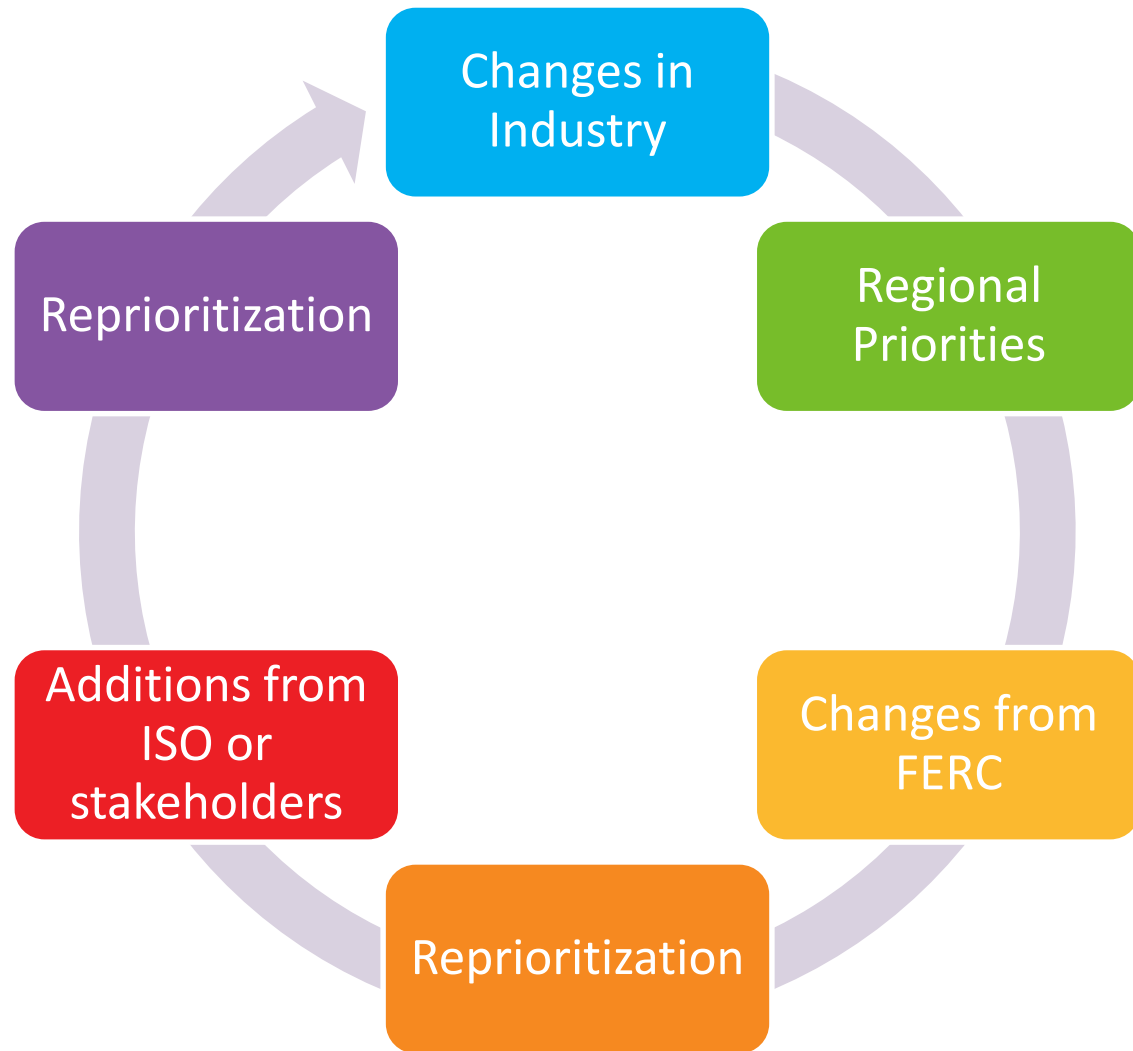 Changes in
Industry
Regional
Priorities
Changes from
FERC
Reprioritization
Additions from
ISO or
stakeholders
Reprioritization